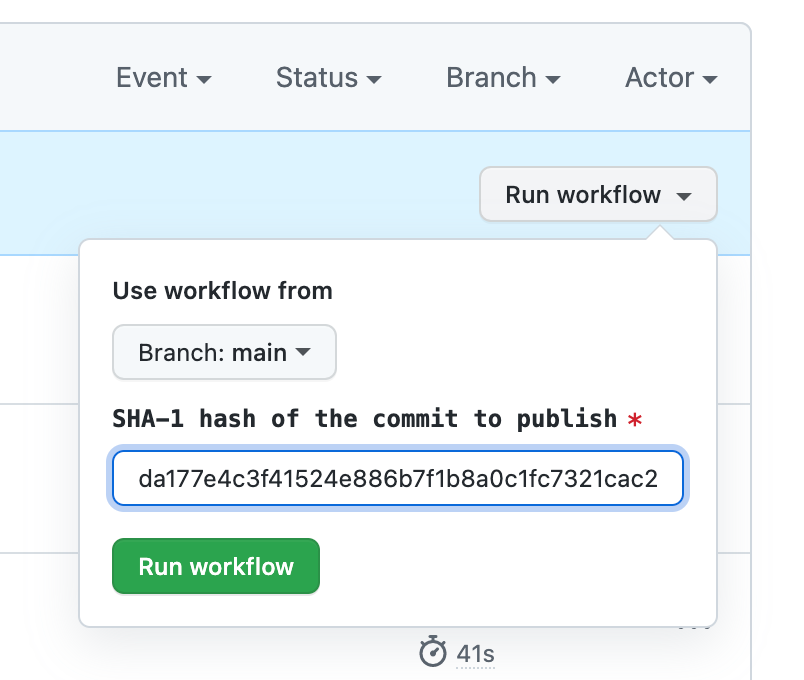 Event Status Branch Actor
Run workflow
Use workflow from
Branch: main
SHA-1 hash of the commit to publish *
da177e4c3f41524e886b7f1b8a0c1fc7321cac2
Run workflow
41s